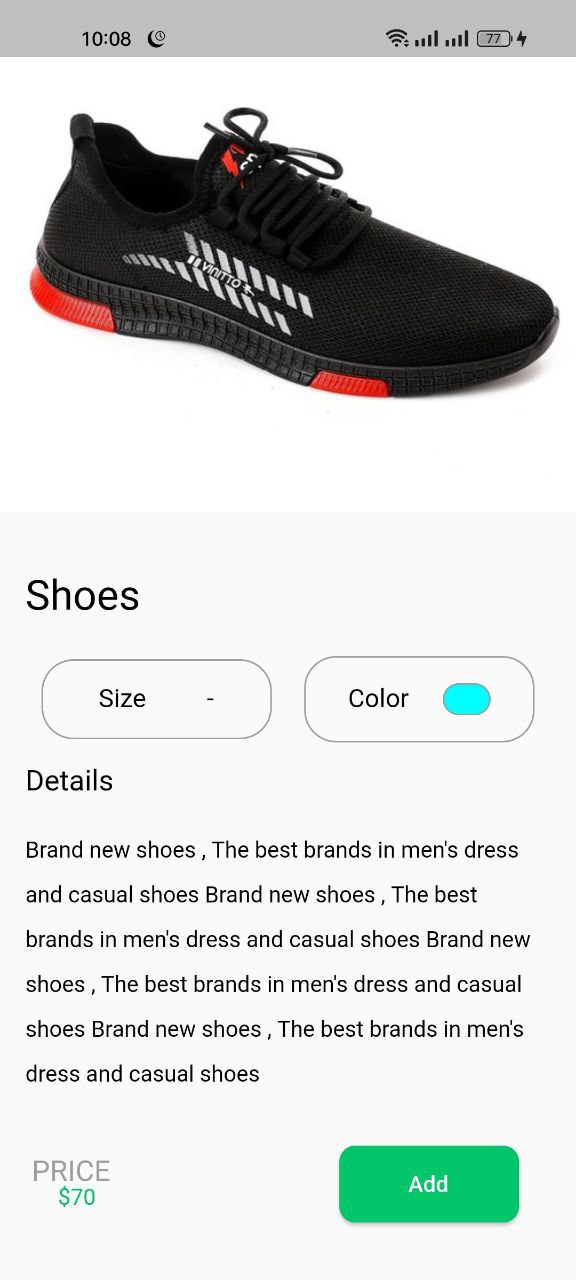 10:08
77
VINITTO
Shoes
Size -
Color
Details
Brand new shoes , The best brands in men's dress
and casual shoes Brand new shoes , The best
brands in men's dress and casual shoes Brand new
shoes , The best brands in men's dress and casual
shoes Brand new shoes , The best brands in men's
dress and casual shoes
PRICE
$70
Add